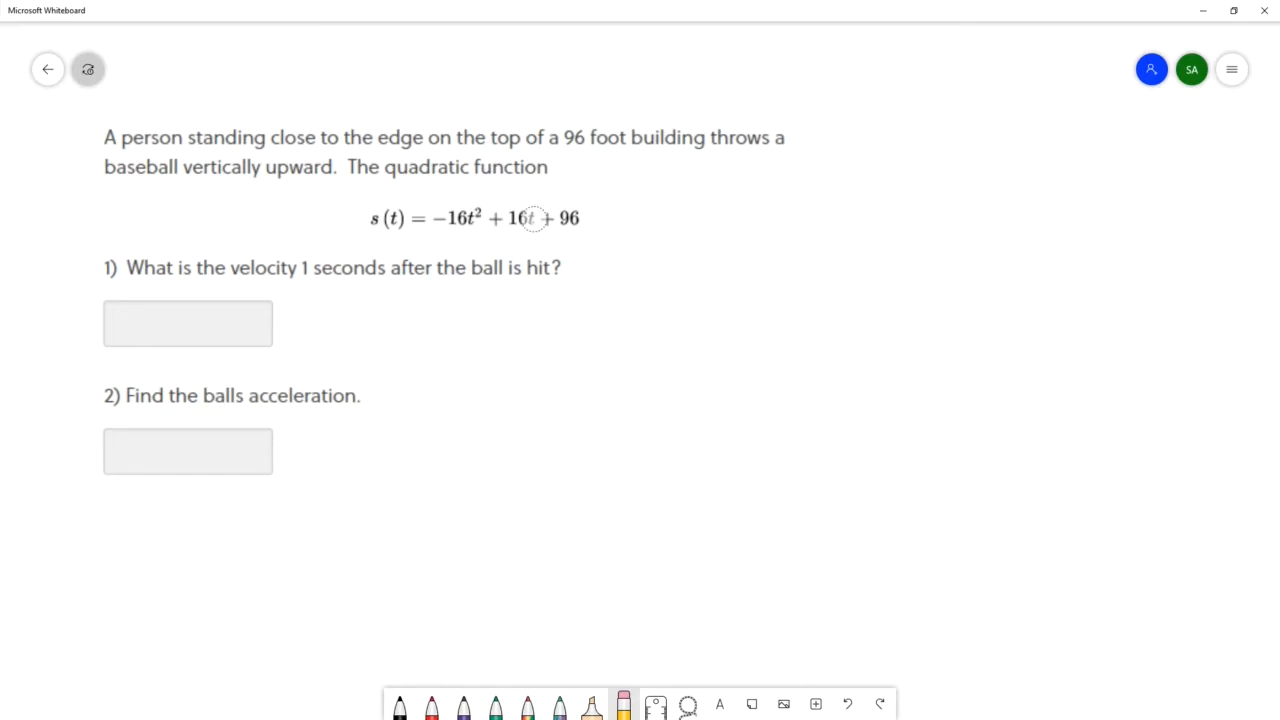 Microsoft Whiteboard
SA
A person standing close to the edge on the top of a 96 foot building throws a
baseball vertically upward. The quadratic function
s (t) = −16t² + 16t + 96
1) What is the velocity 1 seconds after the ball is hit?
2) Find the balls acceleration.
A